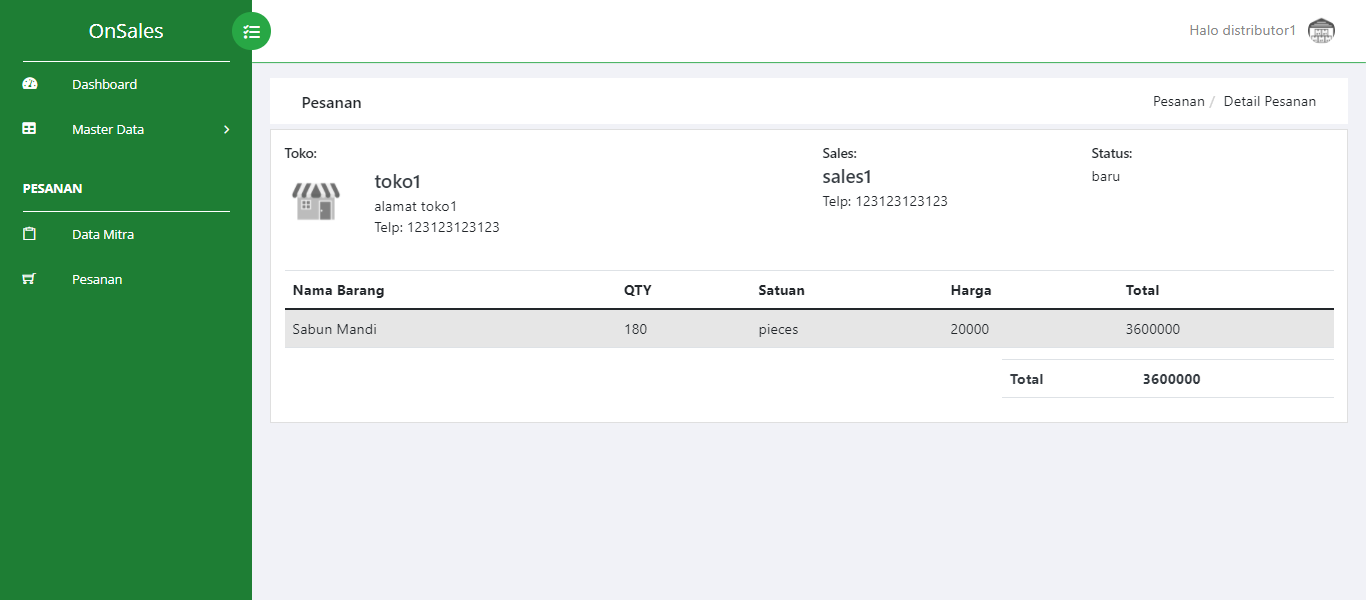 OnSales
Halo distributor1
Dashboard
Master Data
PESANAN
Data Mitra
Pesanan
Pesanan
Pesanan / Detail Pesanan
Toko:
toko1
alamat toko1
Telp: 123123123123
Sales:
sales1
Telp: 123123123123
Status:
baru
Nama Barang QTY Satuan Harga Total
Sabun Mandi 180 pieces 20000 3600000
Total 3600000